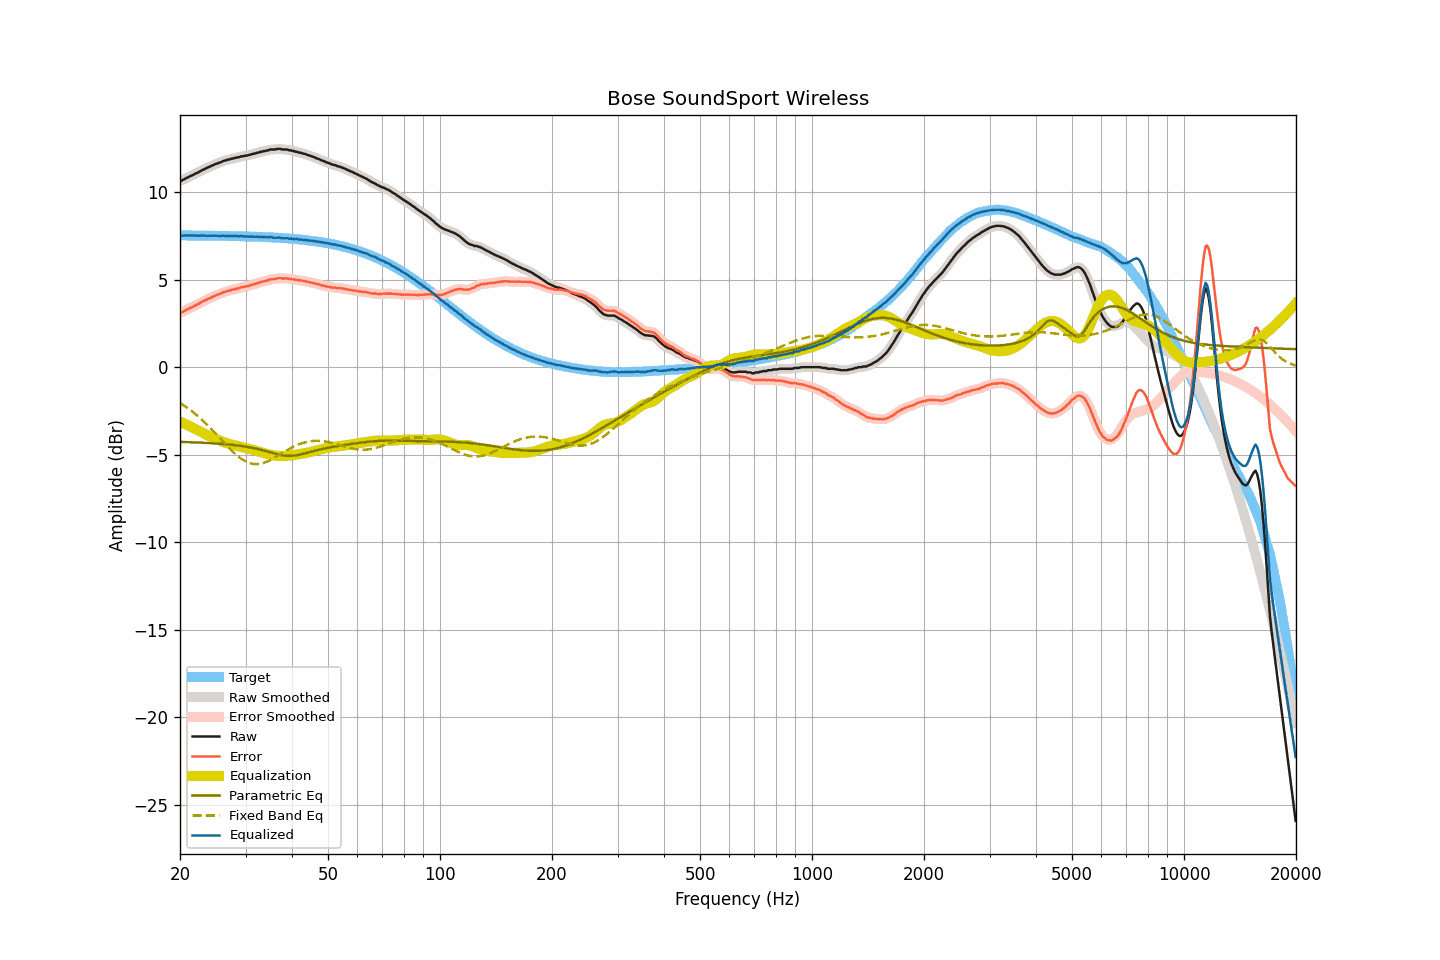 Bose SoundSport Wireless
Amplitude (dBr)
10
5
0
−5
−10
−15
−20
−25
Target
Raw Smoothed
Error Smoothed
Raw
Error
Equalization
Parametric Eq
Fixed Band Eq
Equalized
20 50 100 200 500 1000 2000 5000 10000 20000
Frequency (Hz)